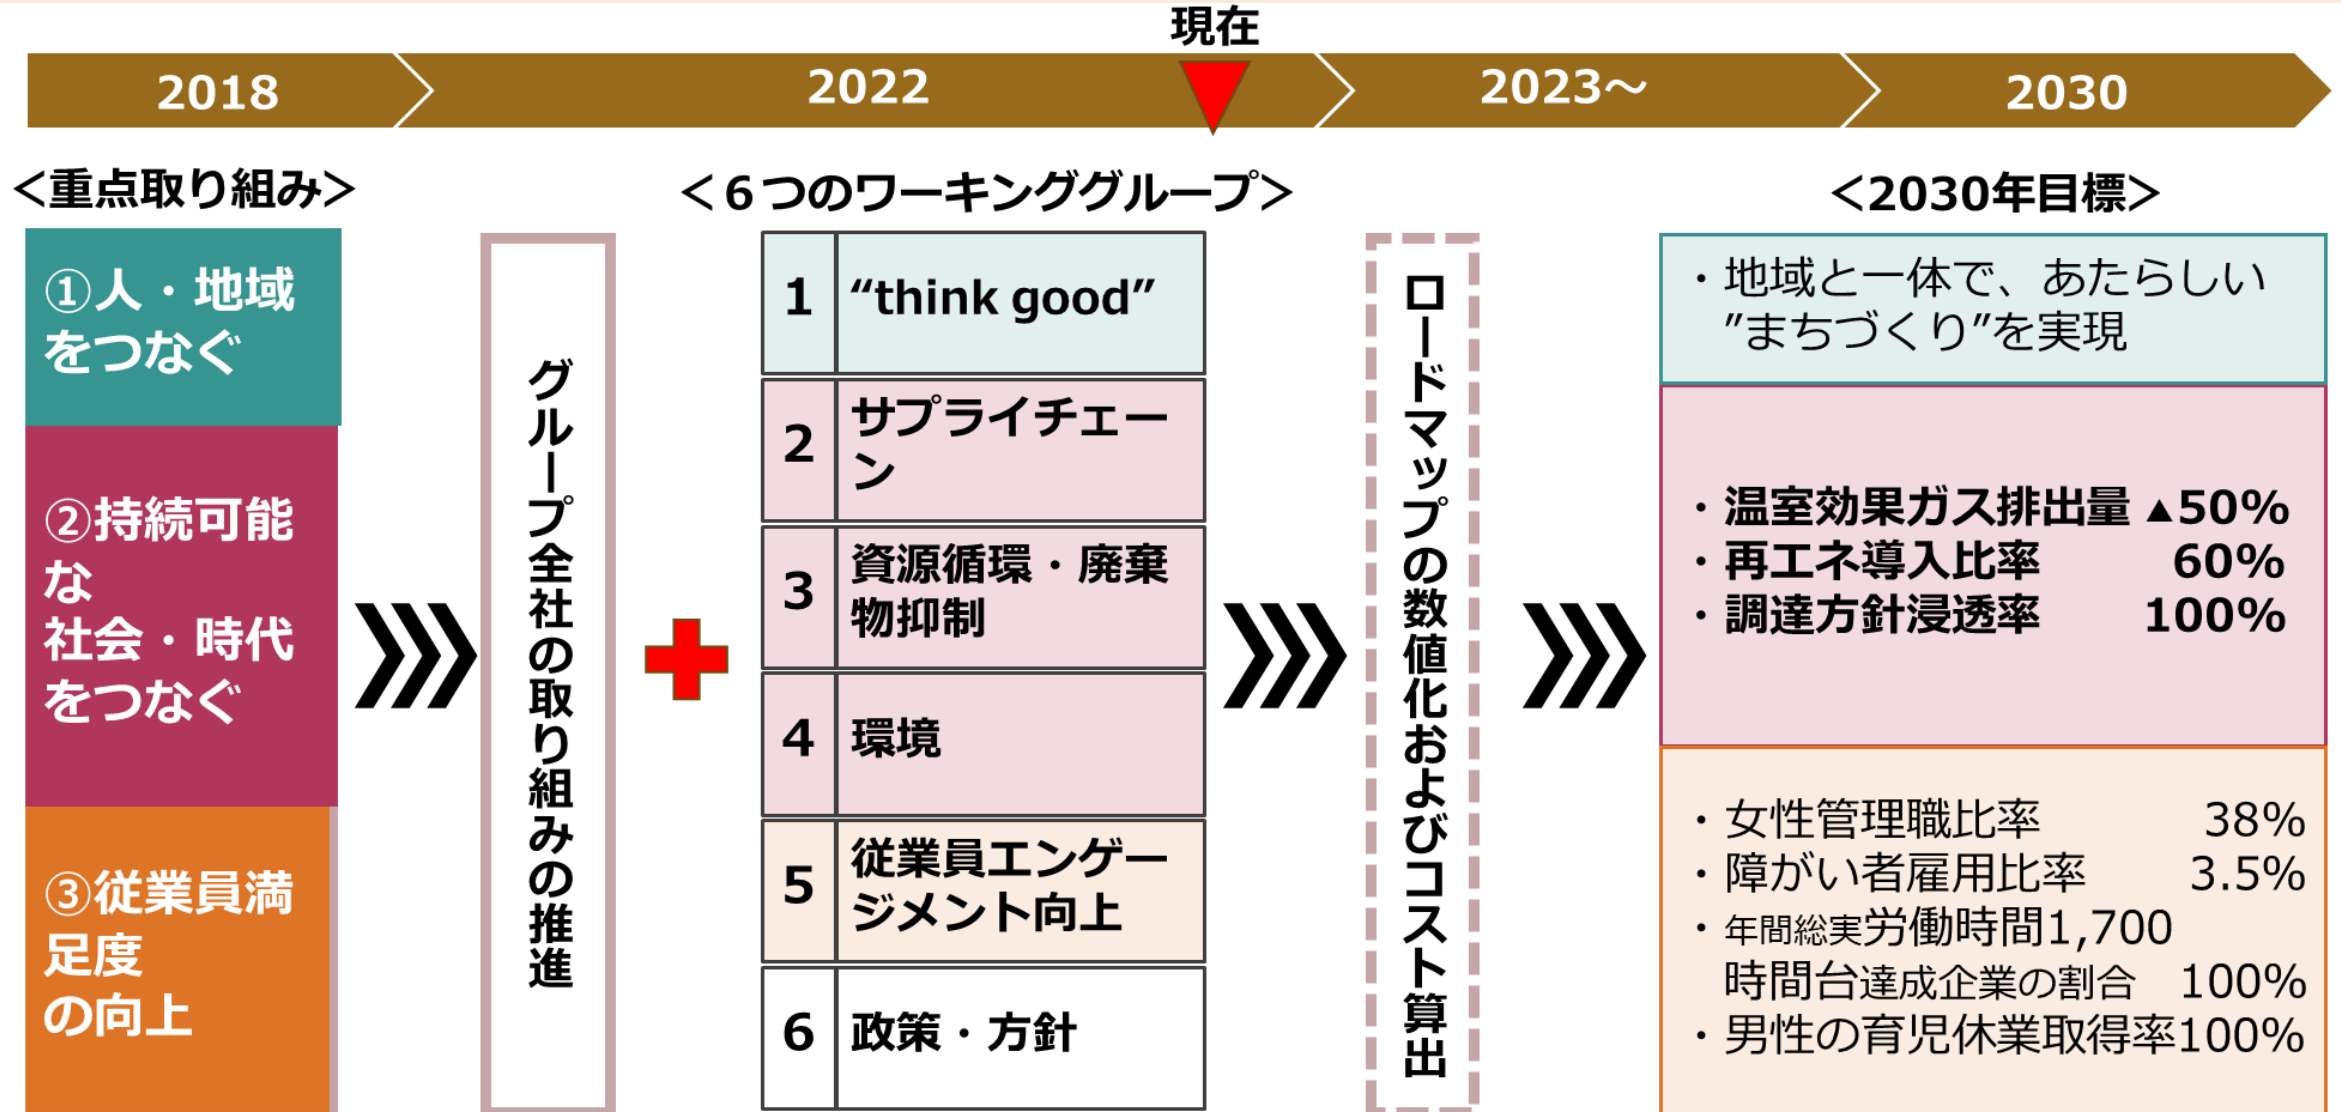 現在
2018
2022
2023～
2030
＜重点取り組み＞
①人・地域
をつなぐ
②持続可能
な
社会・時代
をつなぐ
③従業員満
足度
の向上
グループ全社の取り組みの推進
＜６つのワーキンググループ＞
1 “think good”
2 サプライチェー
ン
3 資源循環・廃棄
物抑制
4 環境
5 従業員エンゲー
ジメント向上
6 政策・方針
ロードマップの数値化およびコスト算出
＜2030年目標＞
・地域と一体で、あたらしい
”まちづくり”を実現
・温室効果ガス排出量 ▲50%
・再エネ導入比率 60%
・調達方針浸透率 100%
・女性管理職比率 38%
・障がい者雇用比率 3.5%
・年間総実労働時間1,700
時間台達成企業の割合 100%
・男性の育児休業取得率100%